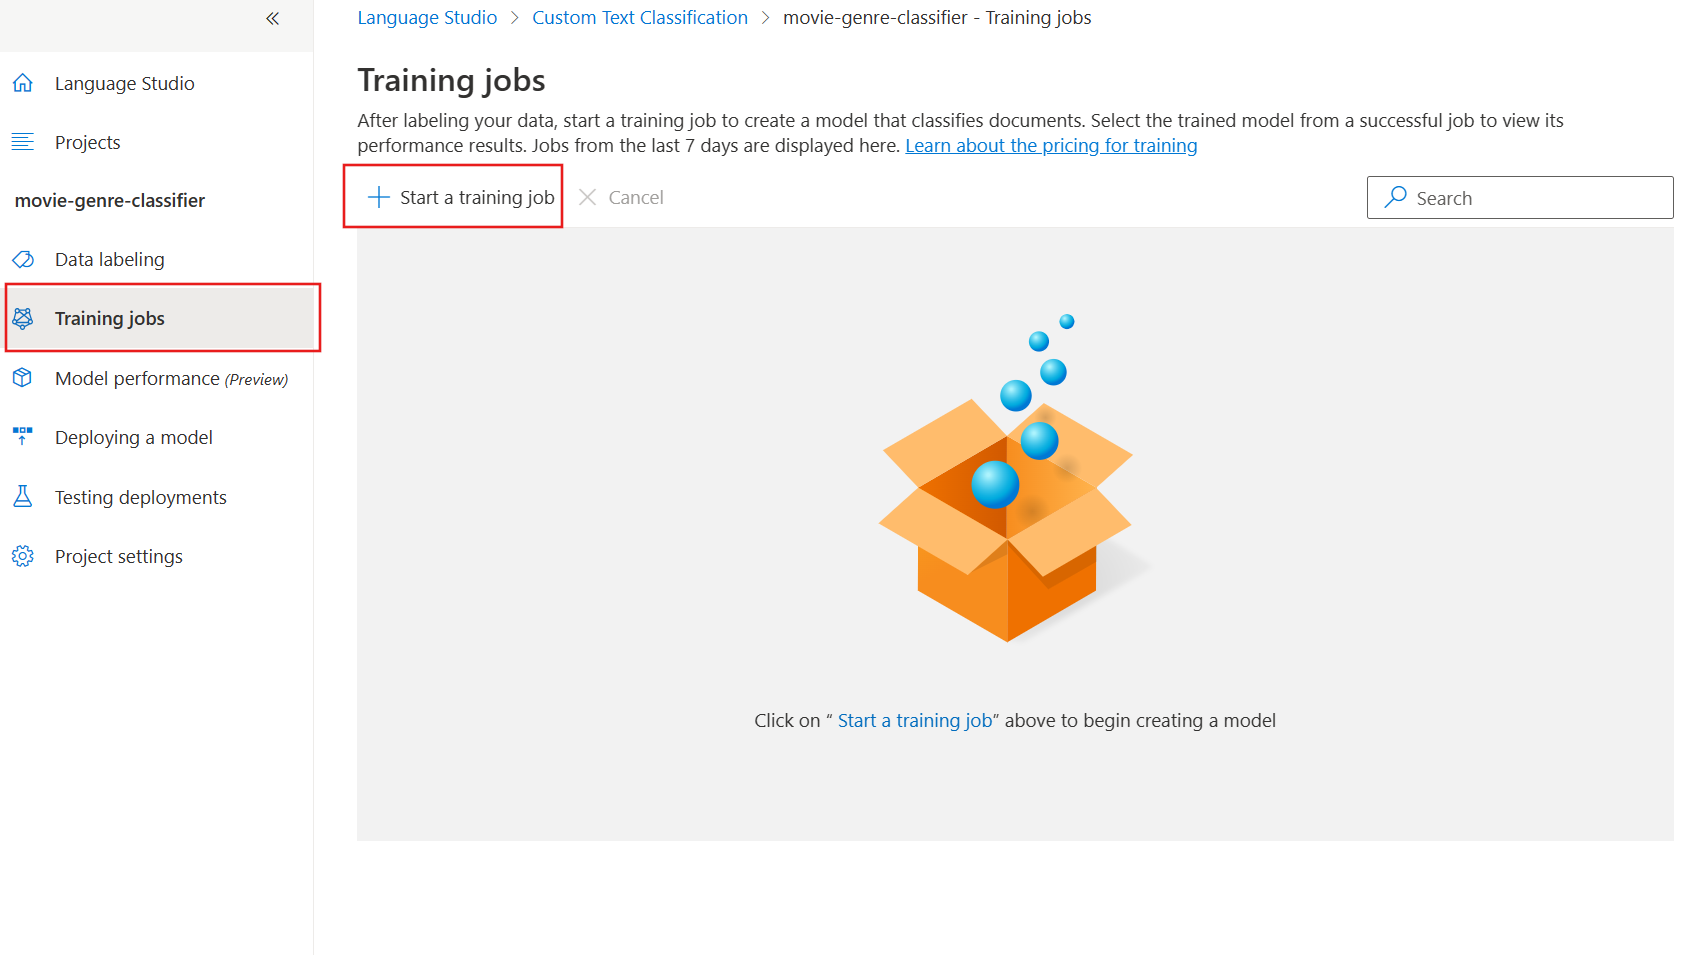 Language Studio > Custom Text Classification > movie-genre-classifier - Training jobs
Language Studio
Projects
movie-genre-classifier
Data labeling
Training jobs
Model performance (Preview)
Deploying a model
Testing deployments
Project settings
Training jobs
After labeling your data, start a training job to create a model that classifies documents. Select the trained model from a successful job to view its
performance results. Jobs from the last 7 days are displayed here. Learn about the pricing for training
Start a training job
Cancel
Search
Click on “ Start a training job” above to begin creating a model